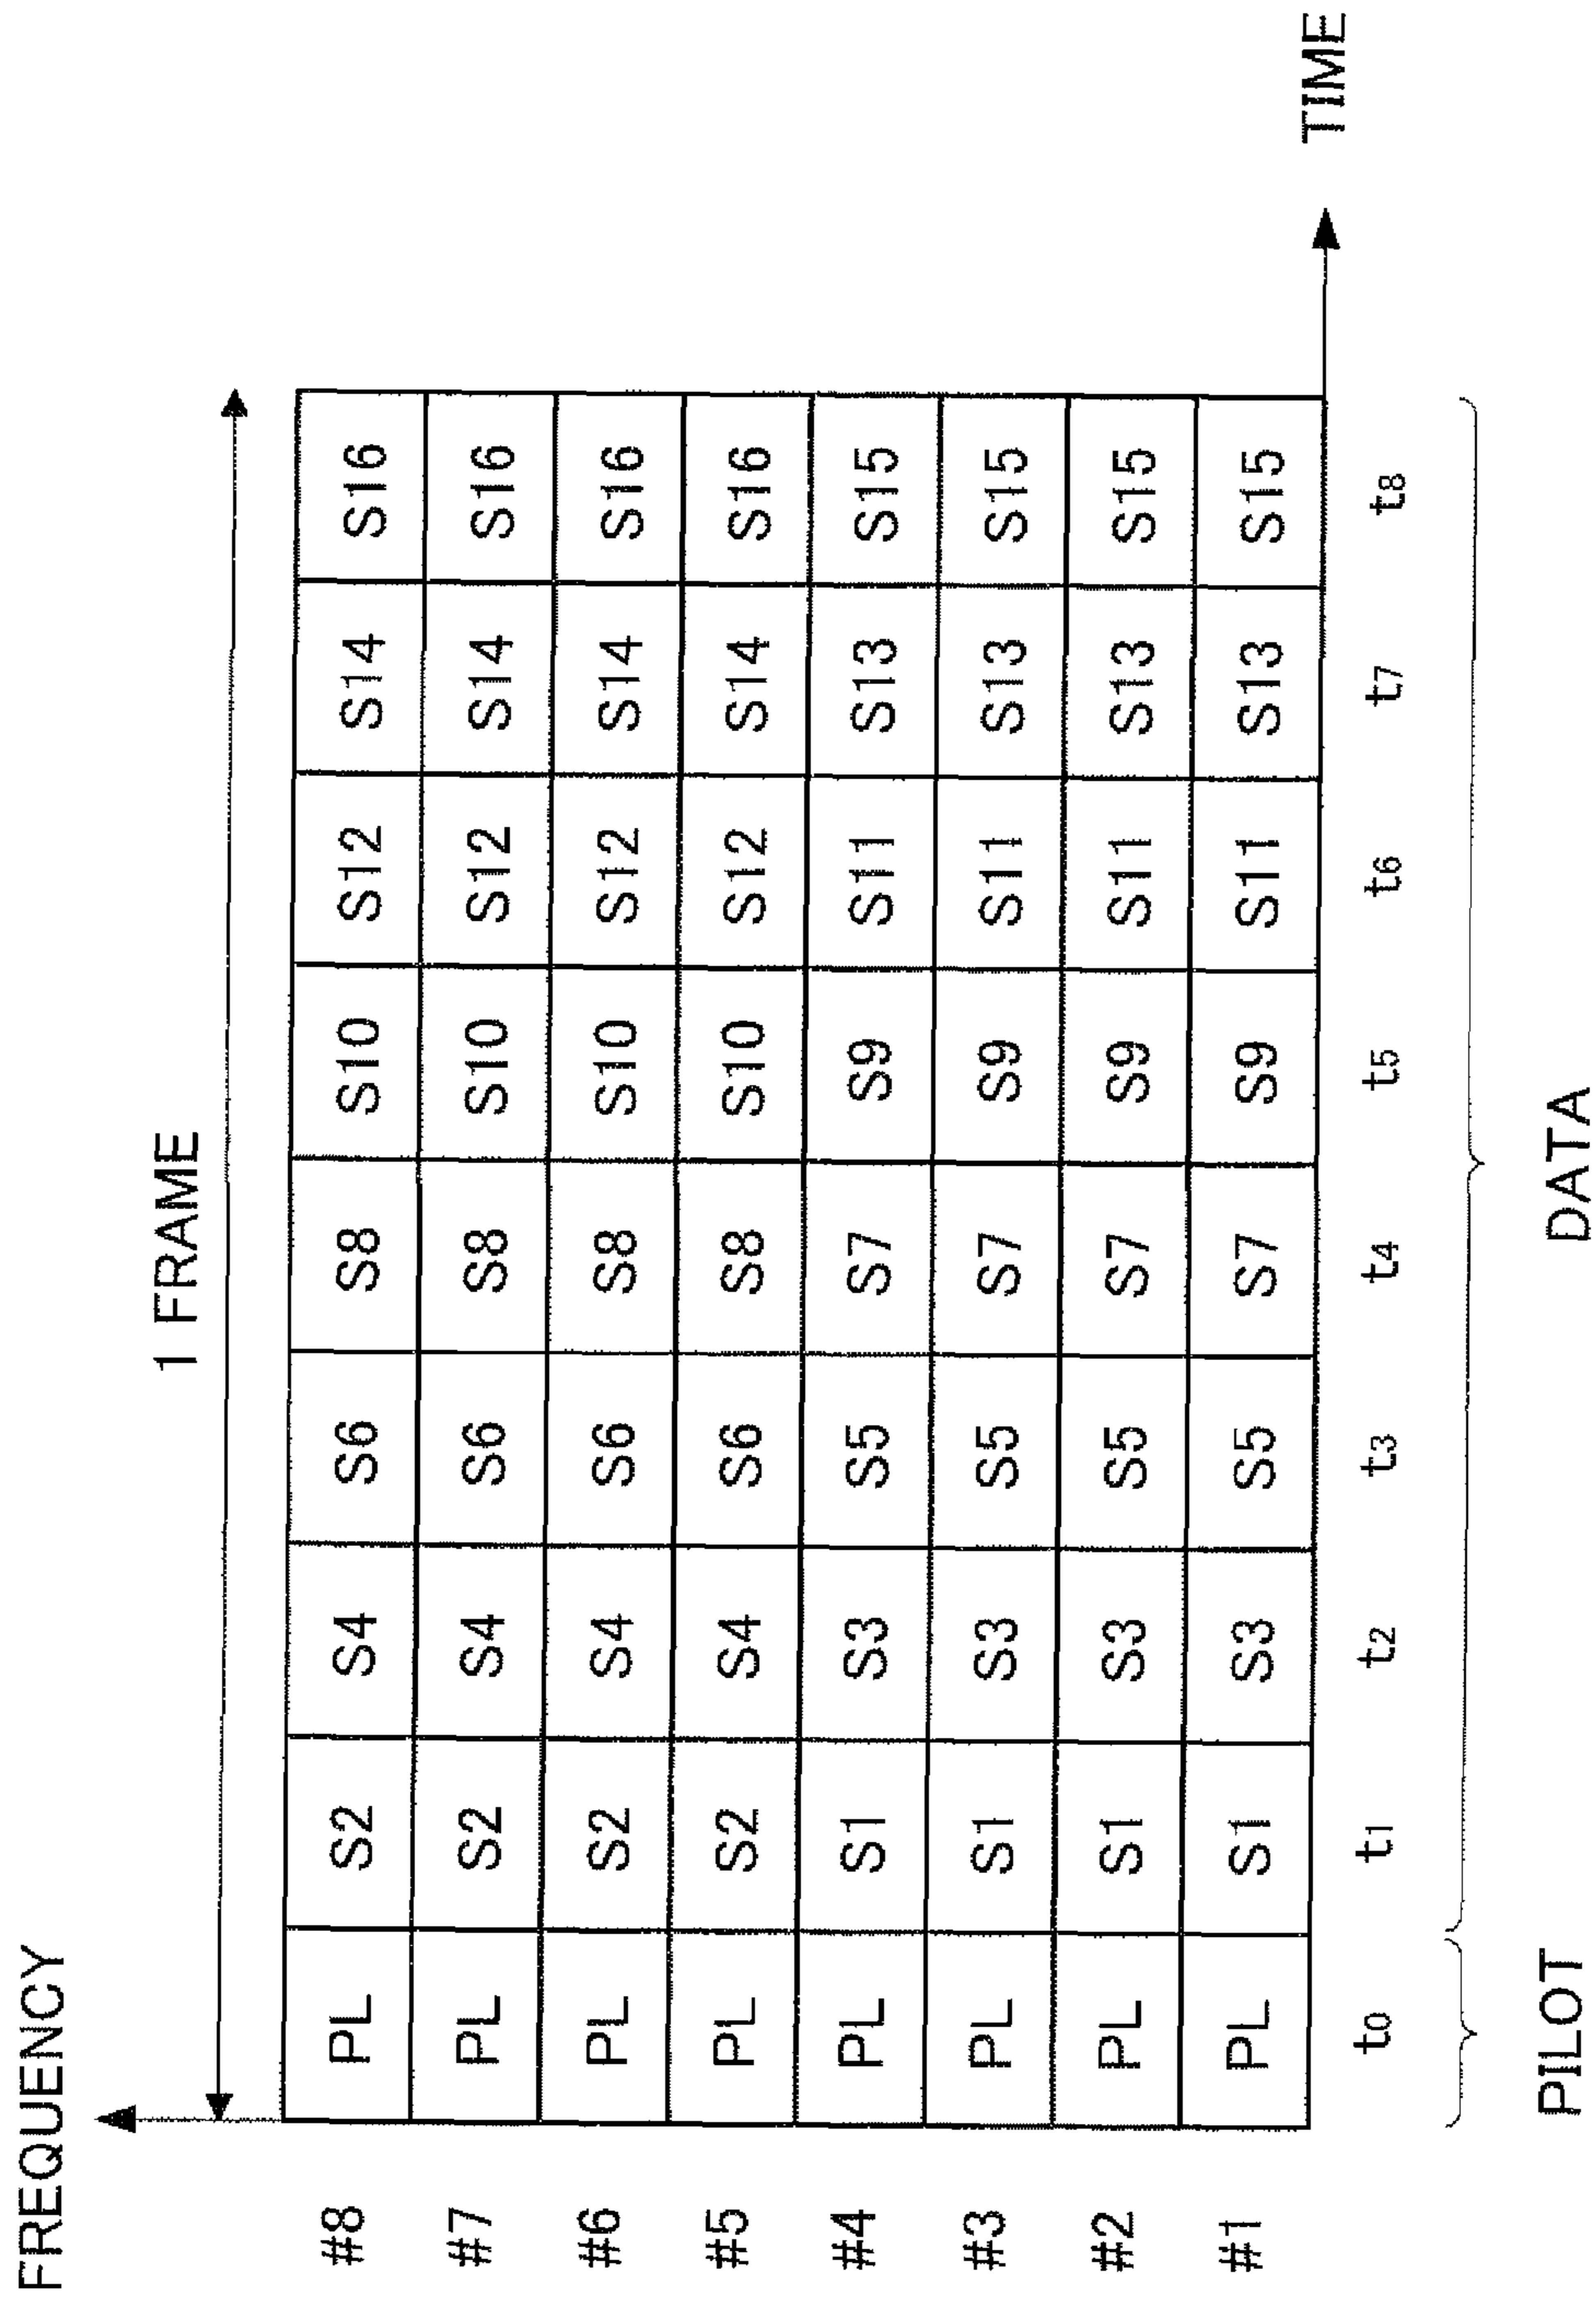 FREQUENCY
1 FRAME
#8 PL S2 S4 S6 S8 S10 S12 S14 S16
#7 PL S2 S4 S6 S8 S10 S12 S14 S16
#6 PL S2 S4 S6 S8 S10 S12 S14 S16
#5 PL S2 S4 S6 S8 S10 S12 S14 S16
#4 PL S1 S3 S5 S7 S9 S11 S13 S15
#3 PL S1 S3 S5 S7 S9 S11 S13 S15
#2 PL S1 S3 S5 S7 S9 S11 S13 S15
#1 PL S1 S3 S5 S7 S9 S11 S13 S15
TIME
t0 t1 t2 t3 t4 t5 t6 t7 t8
PILOT DATA